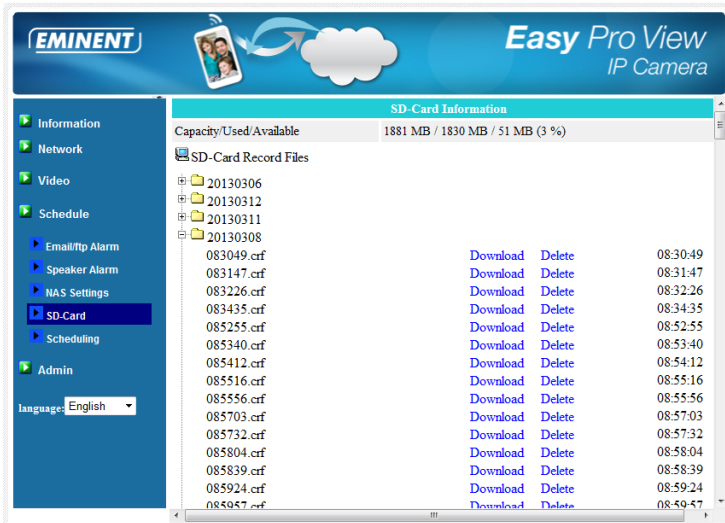 EMINENT
Easy Pro View
IP Camera
Information
Network
Video
Schedule
Email/ftp Alarm
Speaker Alarm
NAS Settings
SD-Card
Scheduling
Admin
language: English
SD-Card Information
Capacity/Used/Available 1881 MB / 1830 MB / 51 MB (3 %)
SD-Card Record Files
20130306
20130312
20130311
20130308
083049.crf Download Delete 08:30:49
083147.crf Download Delete 08:31:47
083226.crf Download Delete 08:32:26
083435.crf Download Delete 08:34:35
085255.crf Download Delete 08:52:55
085340.crf Download Delete 08:53:40
085412.crf Download Delete 08:54:12
085516.crf Download Delete 08:55:16
085556.crf Download Delete 08:55:56
085703.crf Download Delete 08:57:03
085732.crf Download Delete 08:57:32
085804.crf Download Delete 08:58:04
085839.crf Download Delete 08:58:39
085924.crf Download Delete 08:59:24
085957.crf Download Delete 08:59:57